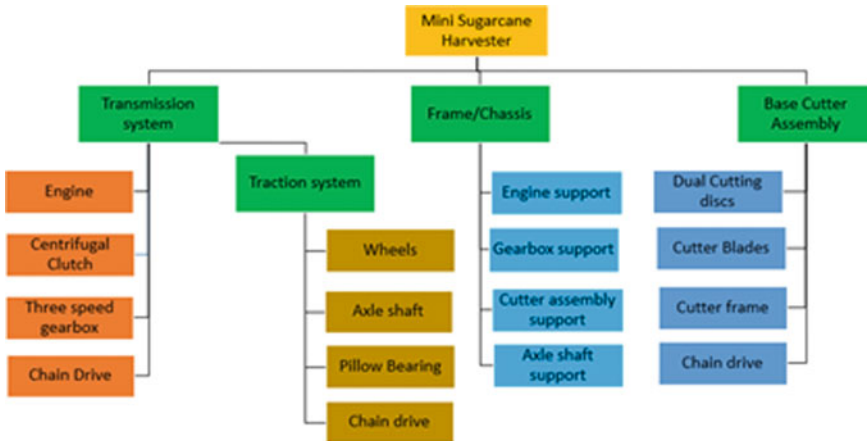 Mini Sugarcane
Harvester
Transmission
system
Frame/Chassis
Base Cutter
Assembly
Traction system
Engine
Centrifugal
Clutch
Three speed
gearbox
Chain Drive
Wheels
Axle shaft
Pillow Bearing
Chain drive
Engine support
Gearbox support
Cutter assembly
support
Axle shaft
support
Dual Cutting
discs
Cutter Blades
Cutter frame
Chain drive